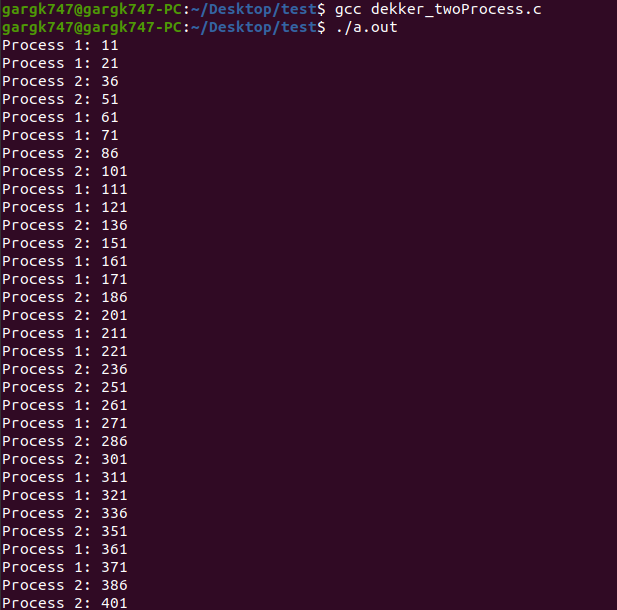 gargk747@gargk747-PC:~/Desktop/test$ gcc dekker_twoProcess.c
gargk747@gargk747-PC:~/Desktop/test$ ./a.out
Process 1: 11
Process 1: 21
Process 2: 36
Process 2: 51
Process 1: 61
Process 1: 71
Process 2: 86
Process 2: 101
Process 1: 111
Process 1: 121
Process 2: 136
Process 2: 151
Process 1: 161
Process 1: 171
Process 2: 186
Process 2: 201
Process 1: 211
Process 1: 221
Process 2: 236
Process 2: 251
Process 1: 261
Process 1: 271
Process 2: 286
Process 2: 301
Process 1: 311
Process 1: 321
Process 2: 336
Process 2: 351
Process 1: 361
Process 1: 371
Process 2: 386
Process 2: 401